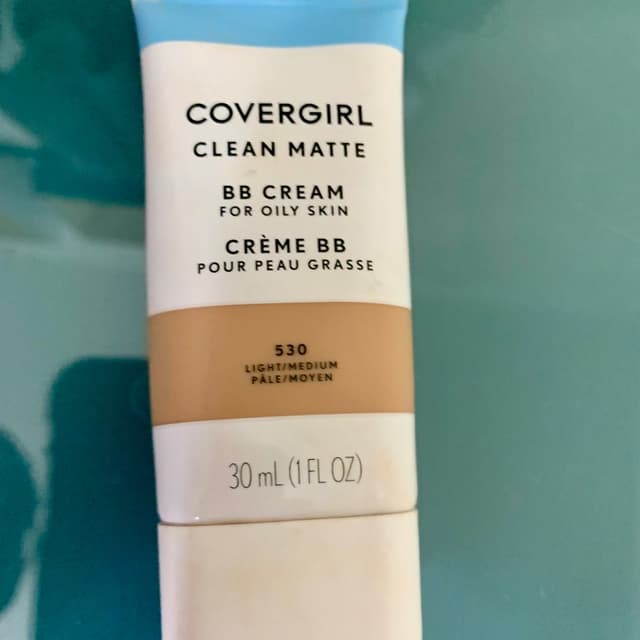 COVERGIRL
CLEAN MATTE
BB CREAM
FOR OILY SKIN
CRÈME BB
POUR PEAU GRASSE
530
LIGHT/MEDIUM
PÂLE/MOYEN
30 mL (1 FL OZ)